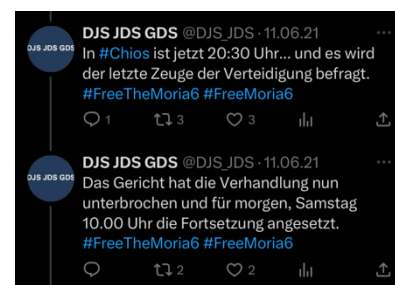 DJS JDS GDS
DJS JDS GDS @DJS_JDS · 11.06.21
In #Chios ist jetzt 20:30 Uhr... und es wird
der letzte Zeuge der Verteidigung befragt.
#FreeTheMoria6 #FreeMoria6
1 3 3
DJS JDS GDS
DJS JDS GDS @DJS_JDS · 11.06.21
Das Gericht hat die Verhandlung nun
unterbrochen und für morgen, Samstag
10.00 Uhr die Fortsetzung angesetzt.
#FreeTheMoria6 #FreeMoria6
2 2